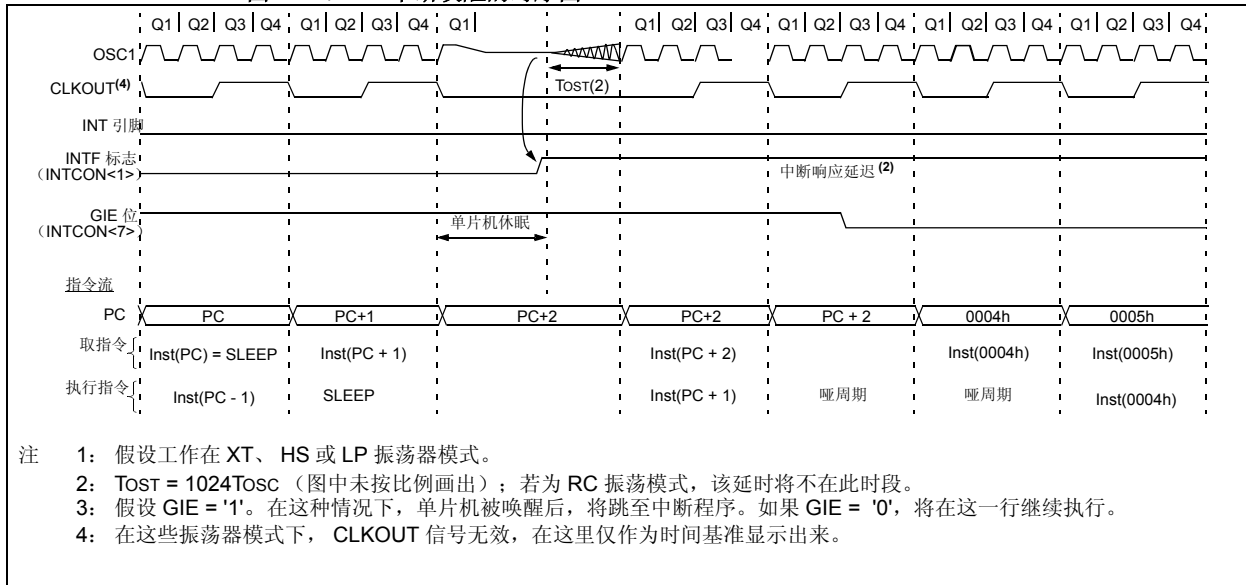 Q1 Q2 Q3 Q4 Q1 Q2 Q3 Q4 Q1 Q1 Q2 Q3 Q4 Q1 Q2 Q3 Q4 Q1 Q2 Q3 Q4 Q1 Q2 Q3 Q4
OSC1
TOST(2)
CLKOUT(4)
INT 引脚
INTF 标志
（INTCON<1>）
中断响应延迟 (2)
GIE 位
（INTCON<7>）
单片机休眠
指令流
PC PC PC+1 PC+2 PC+2 PC + 2 0004h 0005h
取指令 Inst(PC) = SLEEP Inst(PC + 1) Inst(PC + 2) Inst(0004h) Inst(0005h)
执行指令 Inst(PC - 1) SLEEP Inst(PC + 1) 哑周期 哑周期 Inst(0004h)
注 1: 假设工作在 XT、 HS 或 LP 振荡器模式。
2: TOST = 1024TOSC （图中未按比例画出）；若为 RC 振荡模式，该延时将不在此时段。
3: 假设 GIE = '1'。在这种情况下，单片机被唤醒后，将跳至中断程序。如果 GIE = '0'，将在这一行继续执行。
4: 在这些振荡器模式下， CLKOUT 信号无效，在这里仅作为时间基准显示出来。